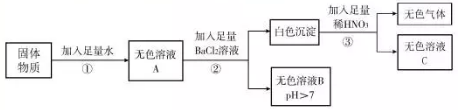 固体
物质
加入足量水
①
无色溶液
A
加入足量
BaCl₂溶液
②
白色沉淀
无色溶液B
pH>7
加入足量
稀HNO₃
③
无色气体
无色溶液
C